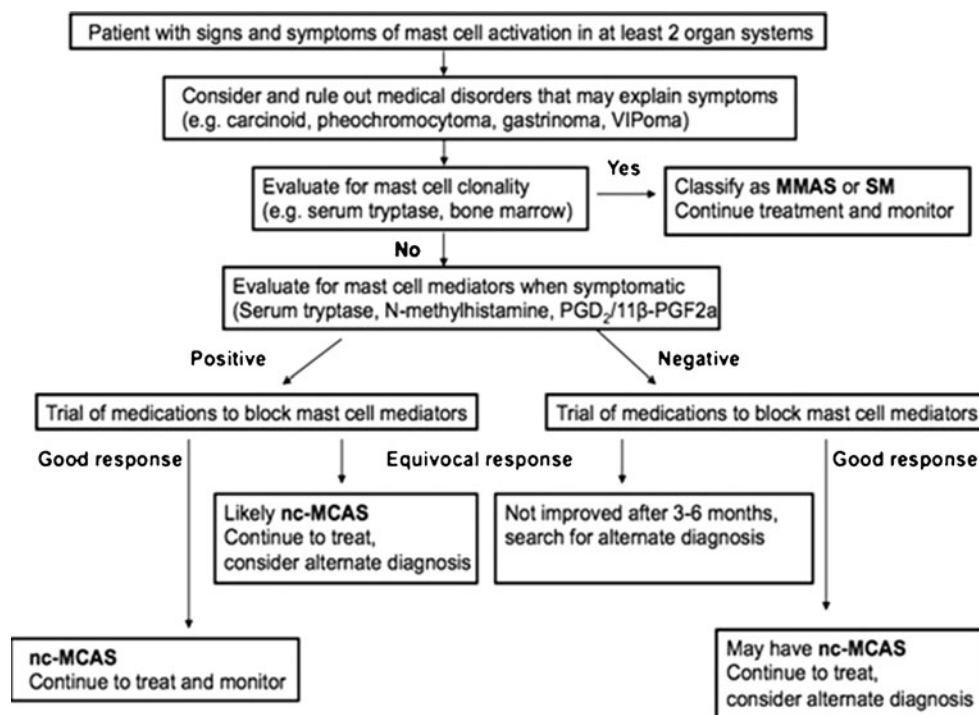 Patient with signs and symptoms of mast cell activation in at least 2 organ systems
Consider and rule out medical disorders that may explain symptoms
(e.g. carcinoid, pheochromocytoma, gastrinoma, VIPoma)
Evaluate for mast cell clonality
(e.g. serum tryptase, bone marrow)
Yes
Classify as MMAS or SM
Continue treatment and monitor
No
Evaluate for mast cell mediators when symptomatic
(Serum tryptase, N-methylhistamine, PGD₂/11β-PGF2a
Positive
Negative
Trial of medications to block mast cell mediators
Trial of medications to block mast cell mediators
Good response
Equivocal response
Good response
Likely nc-MCAS
Continue to treat,
consider alternate diagnosis
Not improved after 3-6 months,
search for alternate diagnosis
nc-MCAS
Continue to treat and monitor
May have nc-MCAS
Continue to treat,
consider alternate diagnosis